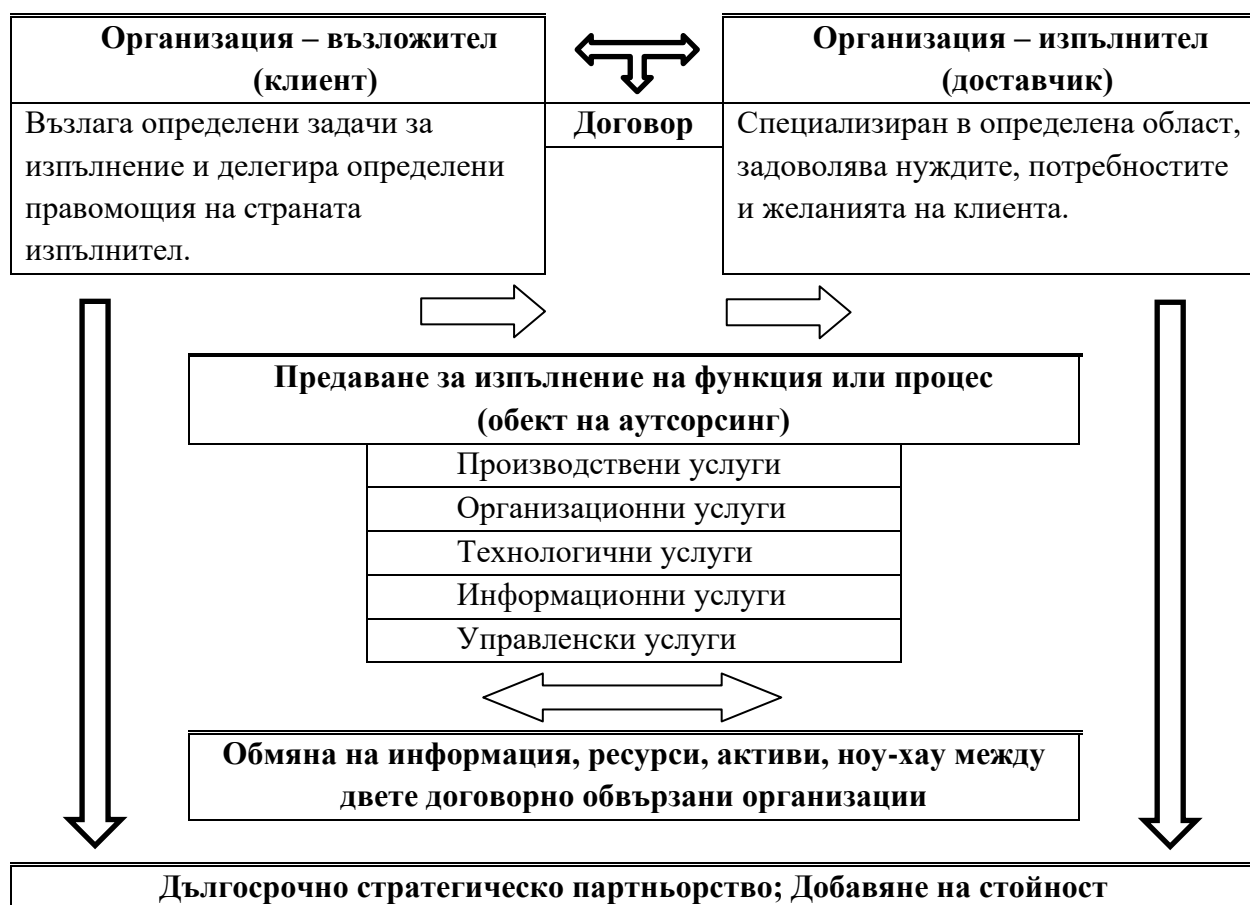 Организация – възложител
(клиент)
Организация – изпълнител
(доставчик)
Възлага определени задачи за
изпълнение и делегира определени
правомощия на страната
изпълнител.
Договор
Специализиран в определена област,
задоволява нуждите, потребностите
и желанията на клиента.
Предаване за изпълнение на функция или процес
(обект на аутсорсинг)
Производствени услуги
Организационни услуги
Технологични услуги
Информационни услуги
Управленски услуги
Обмяна на информация, ресурси, активи, ноу-хау между
двете договорно обвързани организации
Дългосрочно стратегическо партньорство; Добавяне на стойност